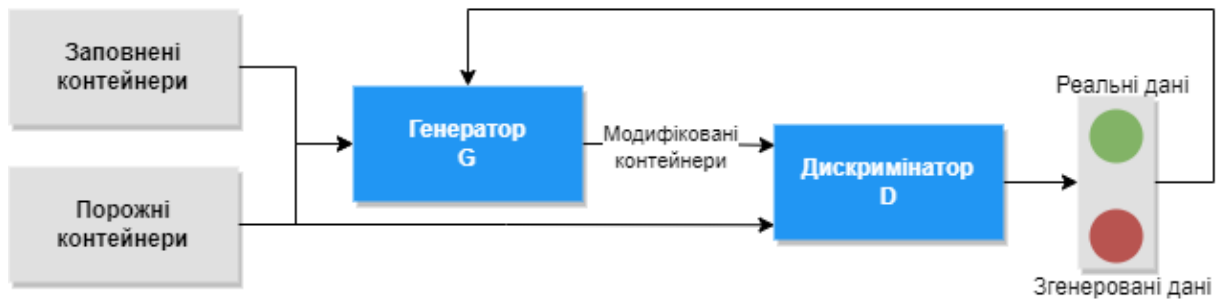 Заповнені
контейнери
Порожні
контейнери
Генератор
G
Модифіковані
контейнери
Дискримінатор
D
Реальні дані
Згенеровані дані